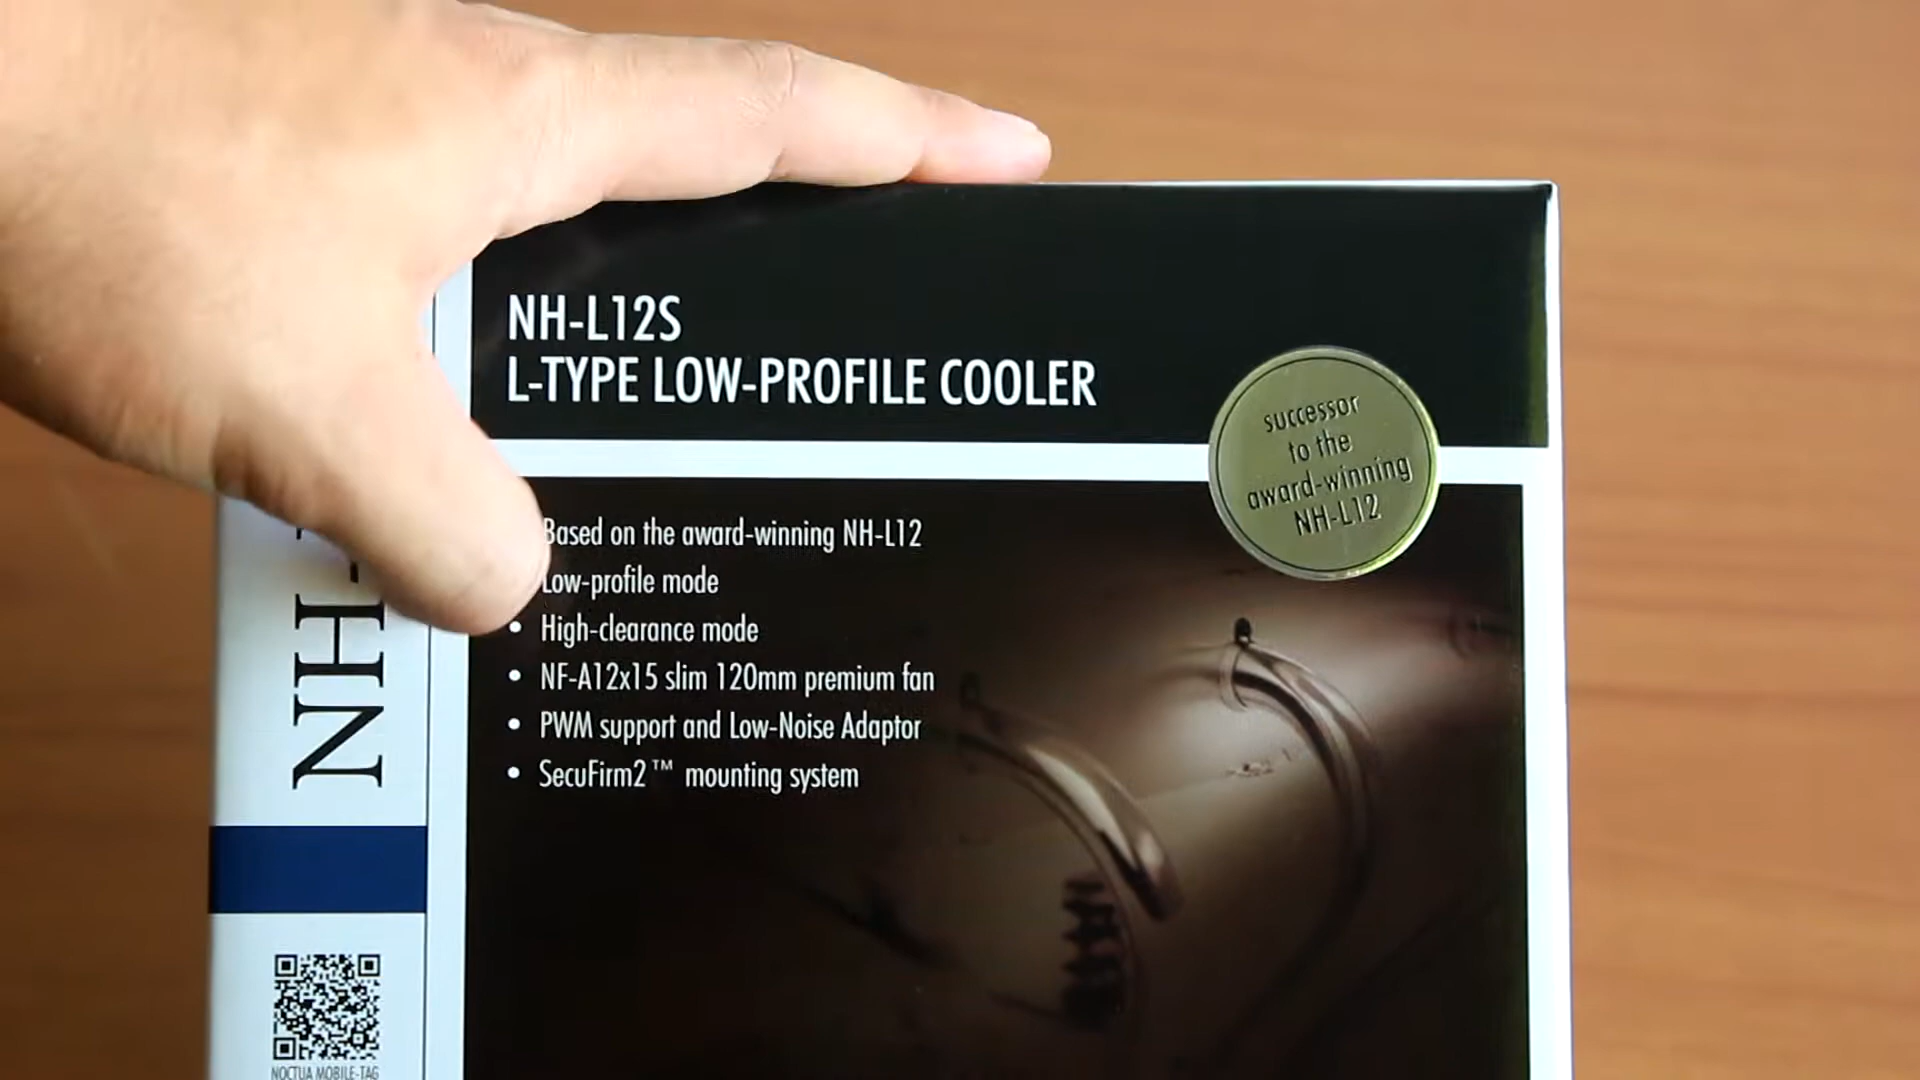 NH-L12S
L-TYPE LOW-PROFILE COOLER
successor
to the
award-winning
NH-L12
Based on the award-winning NH-L12
Low-profile mode
• High-clearance mode
• NF-A12x15 slim 120mm premium fan
• PWM support and Low-Noise Adaptor
• SecuFirm2™ mounting system
NH-
NOCTUA MOBILE-TAG